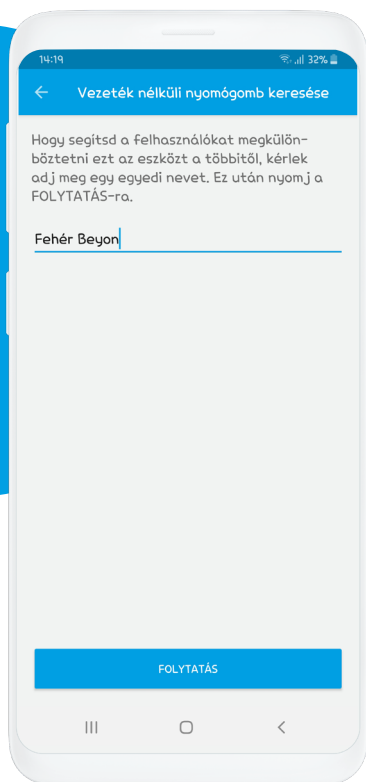 14:19
32%
Vezeték nélküli nyomógomb keresése
Hogy segítsd a felhasználókat megkülön-
böztetni ezt az eszközt a többitől, kérlek
adj meg egy egyedi nevet. Ez után nyomj a
FOLYTATÁS-ra.
Fehér Beyon
FOLYTATÁS